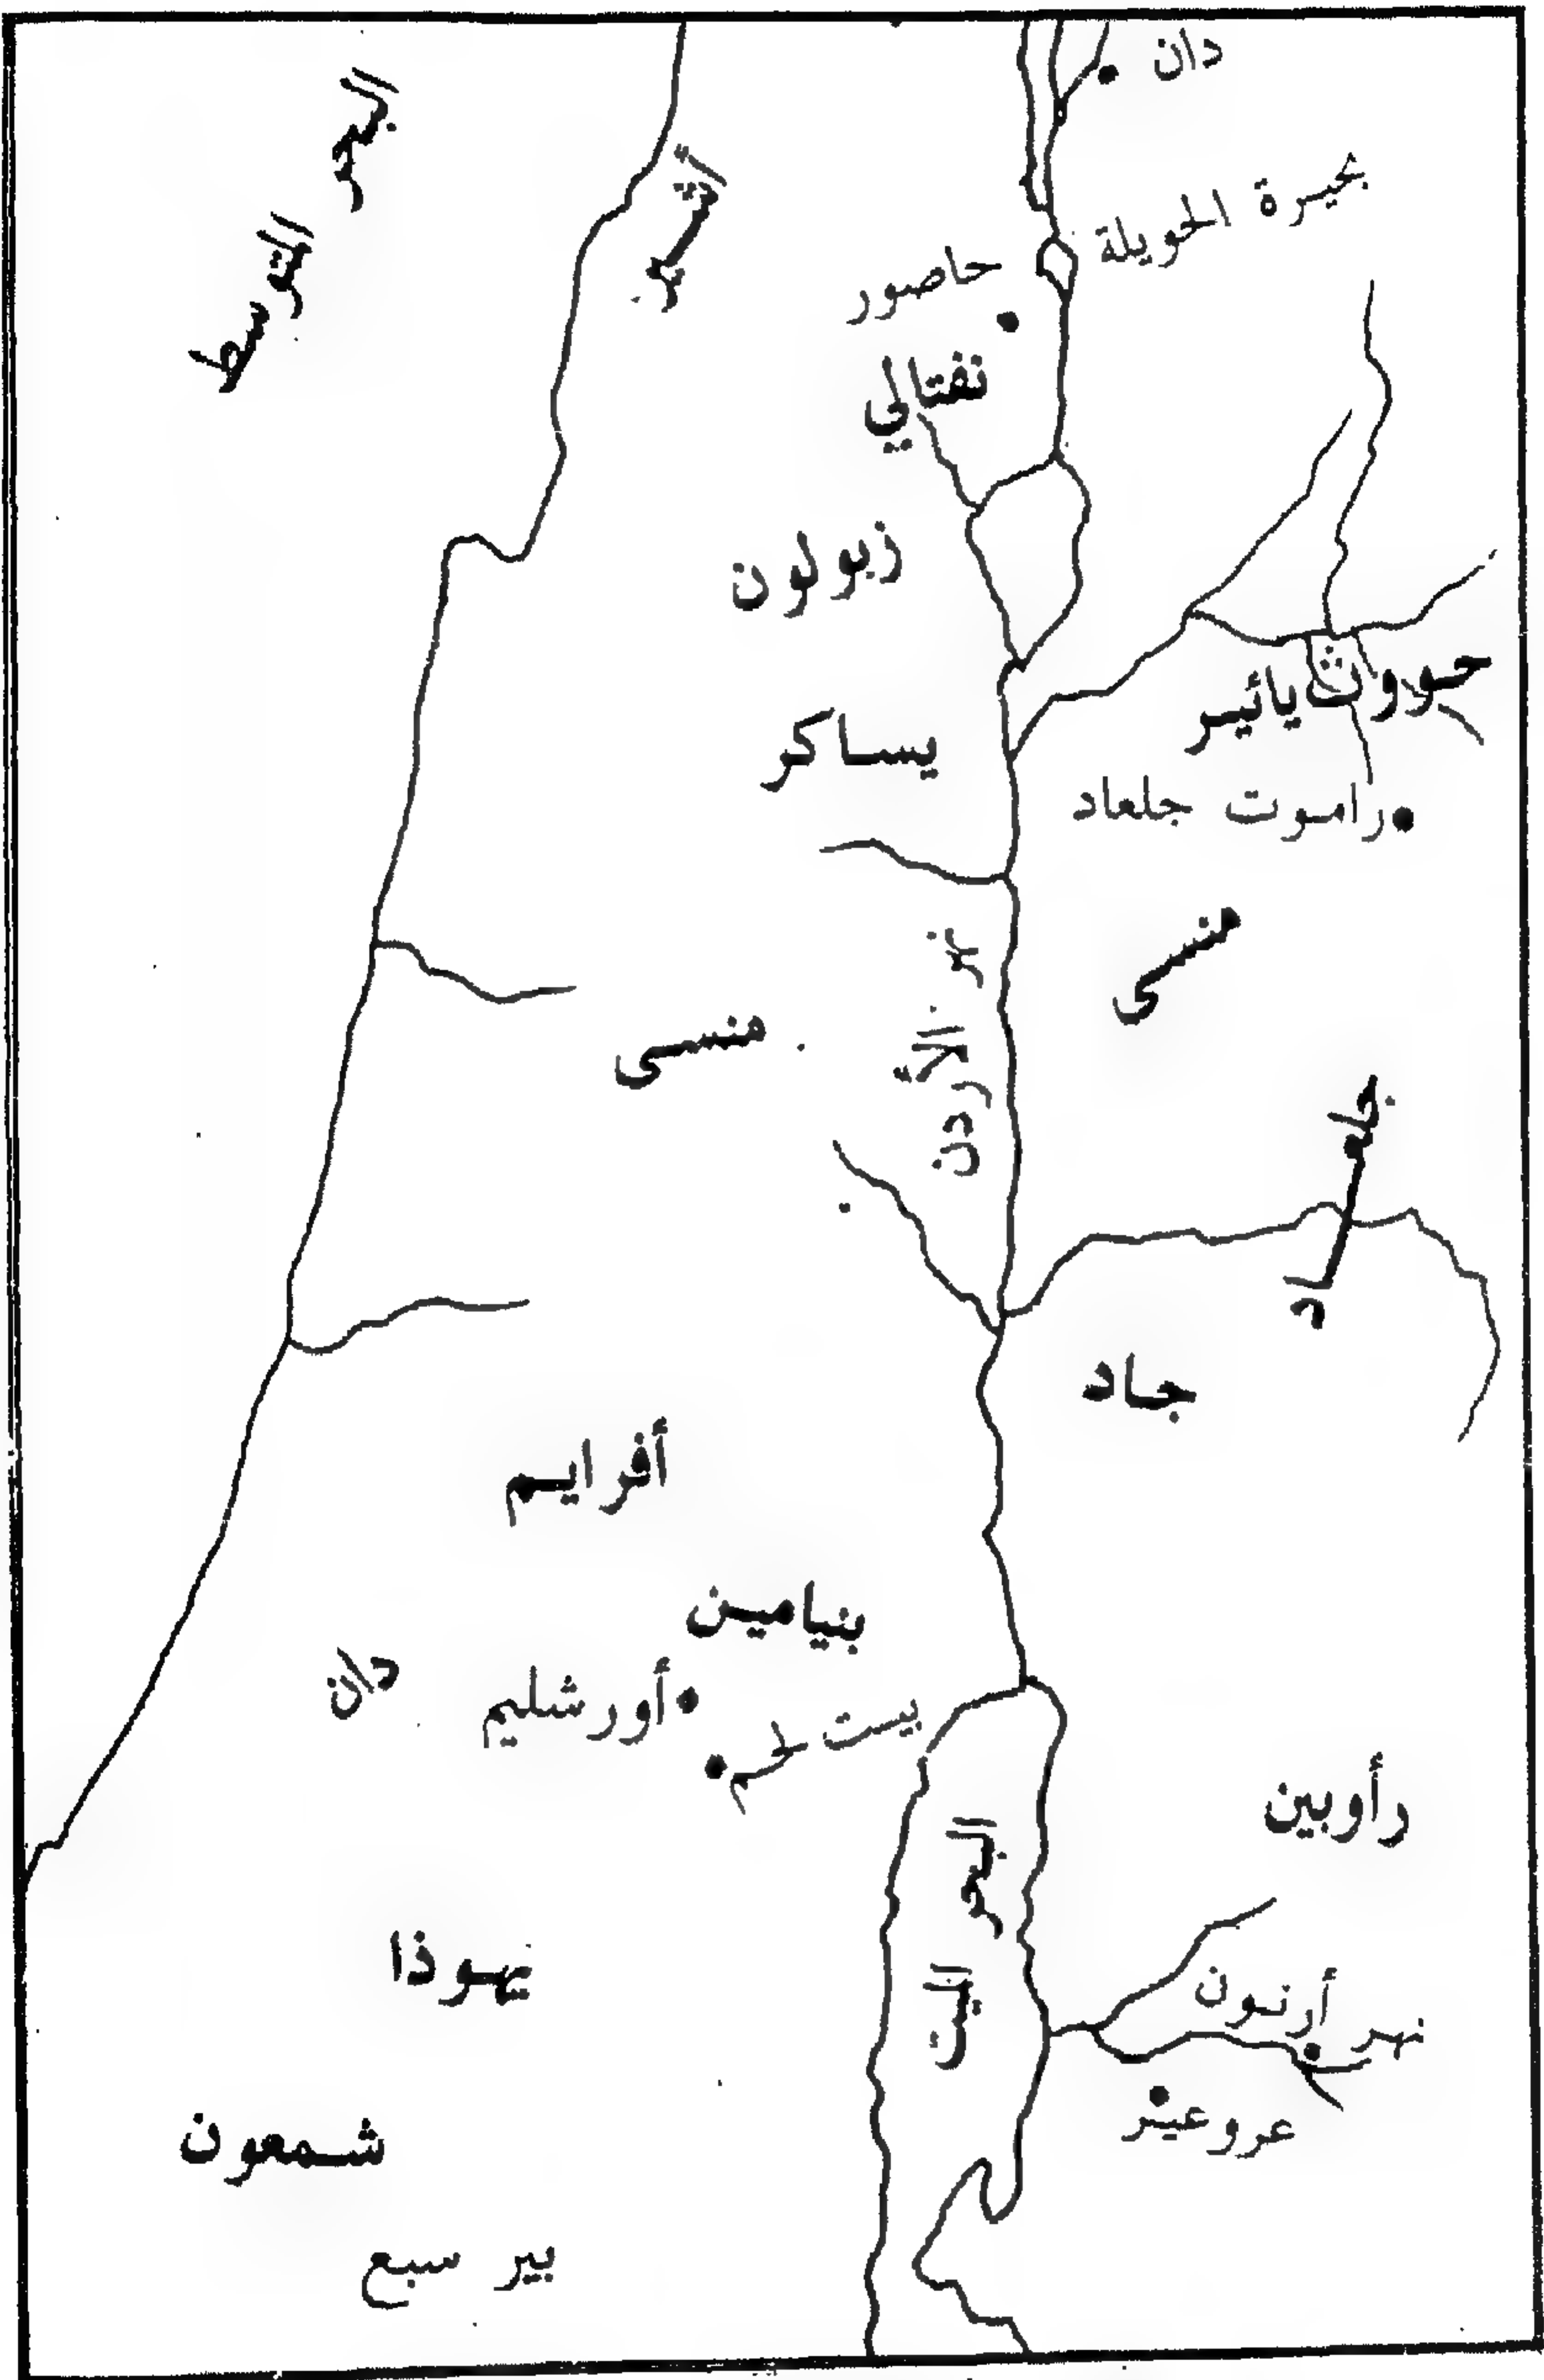 دان
البحر المتوسط
أشير
بحيرة الحويلة
حاصور
نفتالي
زبولون
حووث يائير
يساكر
راموت جلعاد
منسى
نهر الأردن
منسى
جلعاد
جاد
أفرايم
بنيامين
دان
أورشليم
بيت لحم
رأوبين
البحر
يهوذا
نهر أرنون
عروعير
شمعون
بير سبع